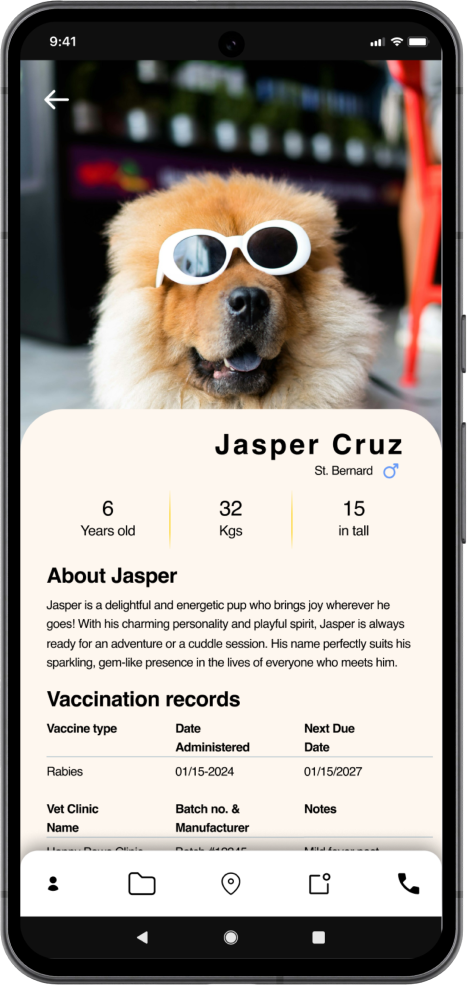 9:41
Jasper Cruz
St. Bernard
6 32 15
Years old Kgs in tall
About Jasper
Jasper is a delightful and energetic pup who brings joy wherever he
goes! With his charming personality and playful spirit, Jasper is always
ready for an adventure or a cuddle session. His name perfectly suits his
sparkling, gem-like presence in the lives of everyone who meets him.
Vaccination records
Vaccine type Date Next Due
Administered Date
Rabies 01/15-2024 01/15/2027
Vet Clinic Batch no. & Notes
Name Manufacturer